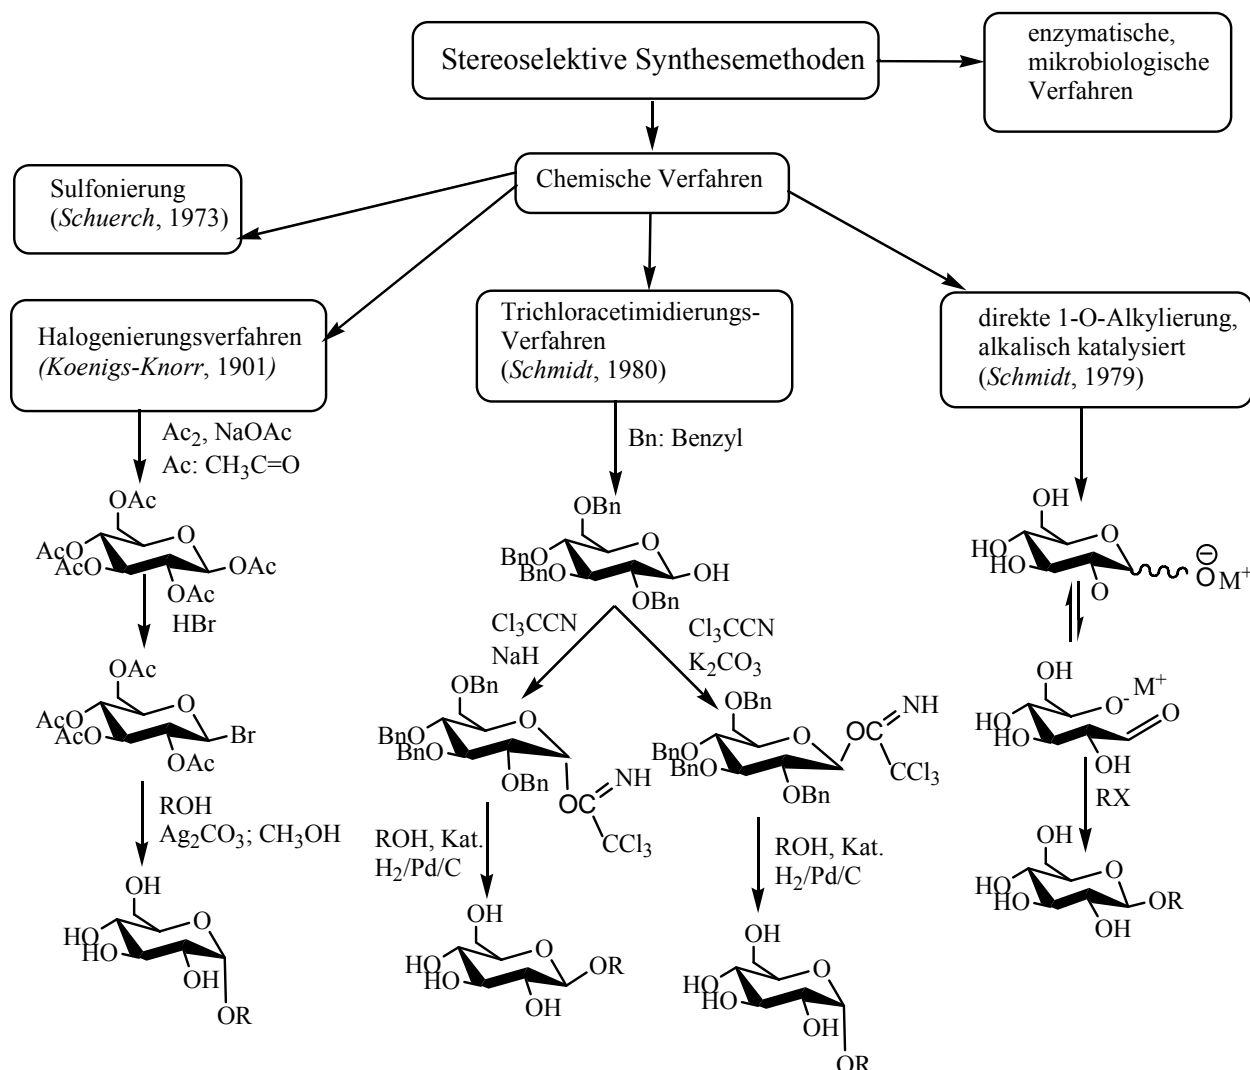 Stereoselektive Synthesemethoden
enzymatische,
mikrobiologische
Verfahren
Chemische Verfahren
Sulfonierung
(Schuerch, 1973)
Halogenierungsverfahren
(Koenigs-Knorr, 1901)
Trichloracetimidierungs-
Verfahren
(Schmidt, 1980)
direkte 1-O-Alkylierung,
alkalisch katalysiert
(Schmidt, 1979)
Ac₂, NaOAc
Ac: CH₃C=O
OAc
O
AcO
AcO
OAc
OAc
HBr
OAc
O
AcO
AcO
Br
OAc
ROH
Ag₂CO₃; CH₃OH
OH
O
HO
HO
OH
OR
Bn: Benzyl
OBn
O
BnO
BnO
OH
OBn
Cl₃CCN
NaH
Cl₃CCN
K₂CO₃
OBn
O
BnO
BnO
OBn
NH
OC
CCl₃
ROH, Kat.
H₂/Pd/C
OH
O
HO
HO
OR
OH
OBn
O
BnO
BnO
OBn
NH
OC
CCl₃
ROH, Kat.
H₂/Pd/C
OH
O
HO
HO
OH
OR
OH
O
HO
HO
O
⊖
O
M⁺
OH
O- M⁺
HO
HO
O
OH
RX
OH
O
HO
HO
OR
OH